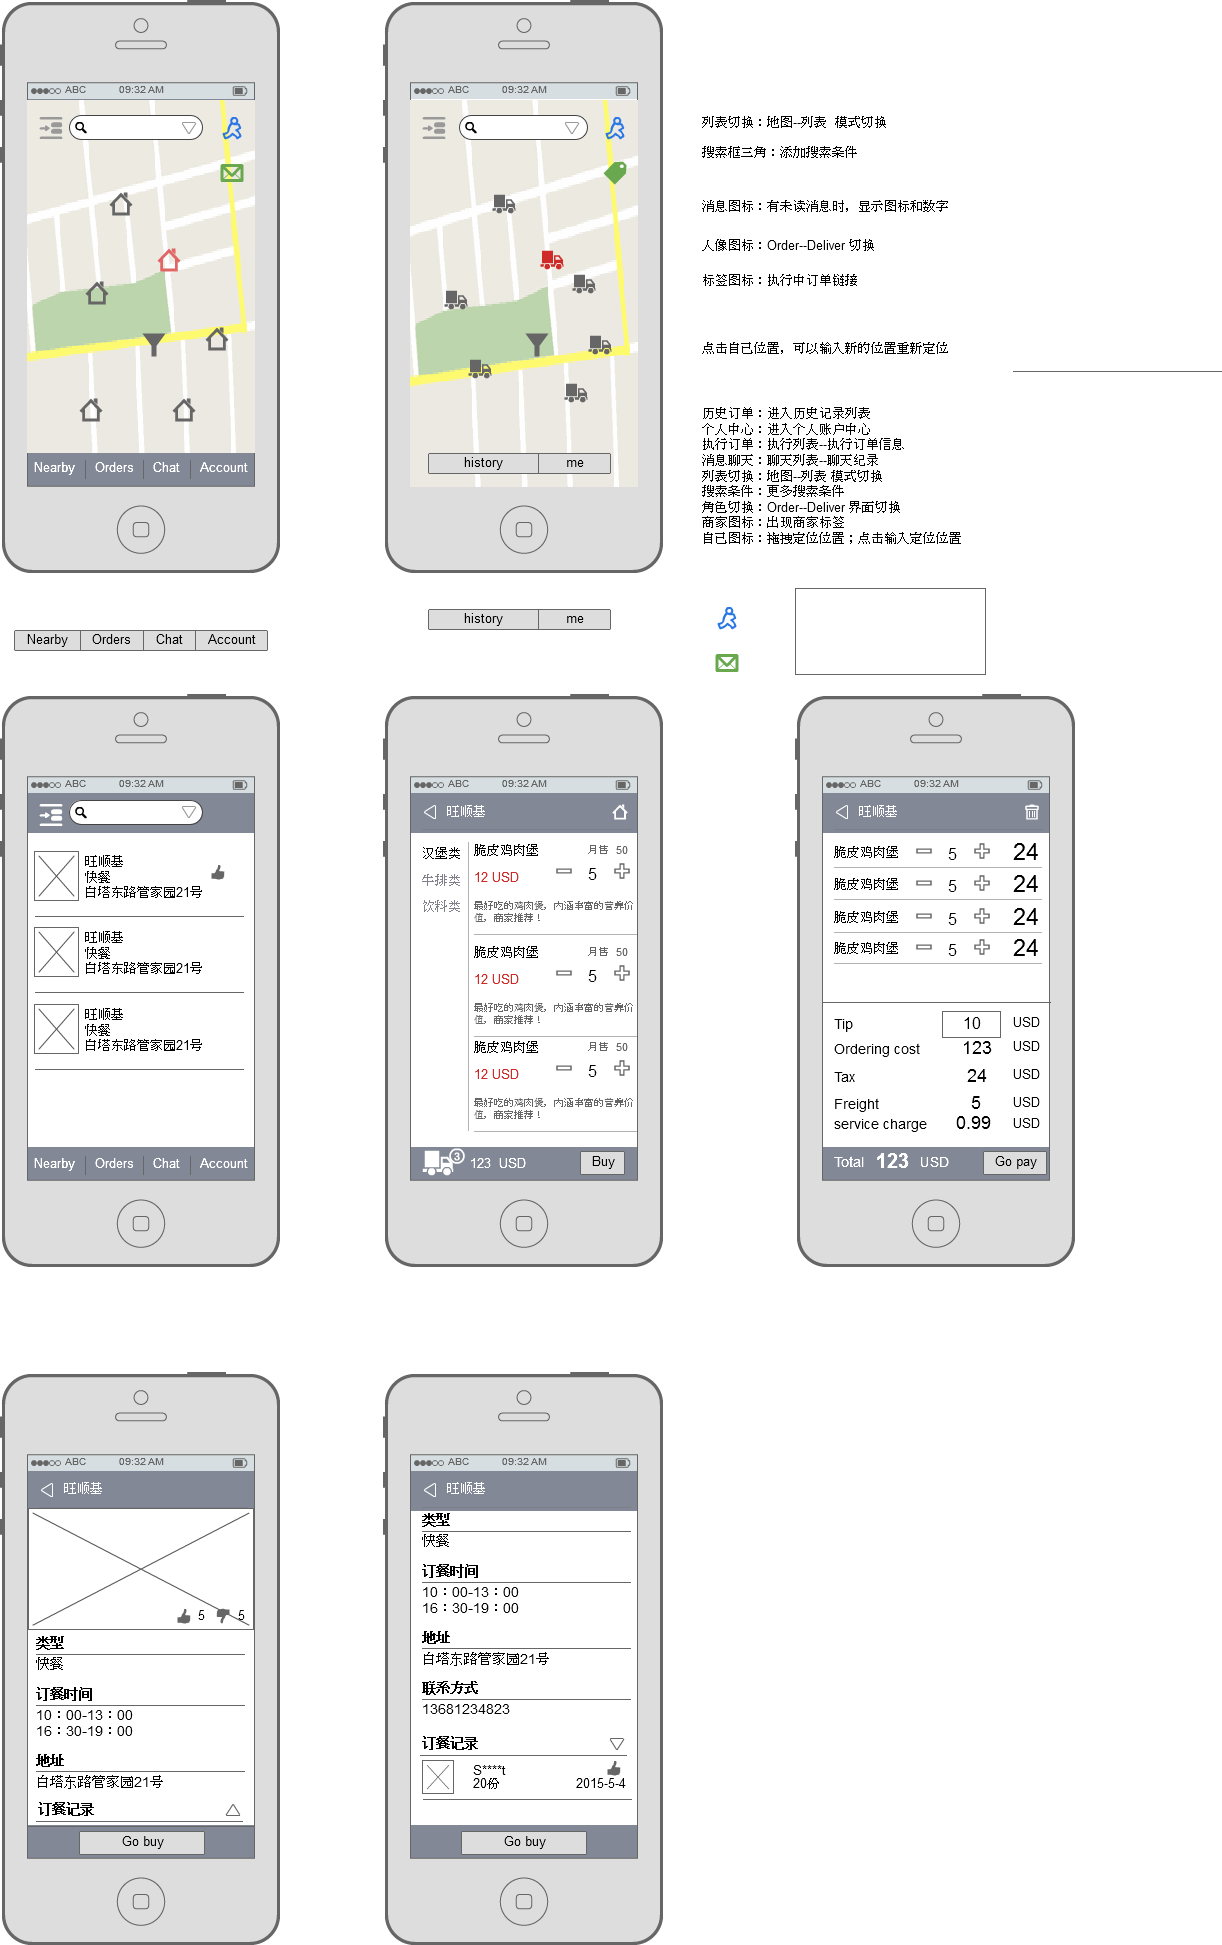 ABC 09:32 AM
Nearby Orders Chat Account
ABC 09:32 AM
history me
列表切换：地图--列表 模式切换
搜索框三角：添加搜索条件
消息图标：有未读消息时，显示图标和数字
人像图标：Order--Deliver 切换
标签图标：执行中订单链接
点击自己位置，可以输入新的位置重新定位
历史订单：进入历史记录列表
个人中心：进入个人账户中心
执行订单：执行列表--执行订单信息
消息聊天：聊天列表--聊天纪录
列表切换：地图--列表 模式切换
搜索条件：更多搜索条件
角色切换：Order--Deliver 界面切换
商家图标：出现商家标签
自己图标：拖拽定位位置；点击输入定位位置
Nearby Orders Chat Account
history me
ABC 09:32 AM
旺顺基
快餐
白塔东路管家园21号
旺顺基
快餐
白塔东路管家园21号
旺顺基
快餐
白塔东路管家园21号
Nearby Orders Chat Account
ABC 09:32 AM
旺顺基
汉堡类
牛排类
饮料类
脆皮鸡肉堡 月售 50
12 USD 5
最好吃的鸡肉煲，内涵丰富的营养价
值，商家推荐！
脆皮鸡肉堡 月售 50
12 USD 5
最好吃的鸡肉煲，内涵丰富的营养价
值，商家推荐！
脆皮鸡肉堡 月售 50
12 USD 5
最好吃的鸡肉煲，内涵丰富的营养价
值，商家推荐！
3 123 USD Buy
ABC 09:32 AM
旺顺基
脆皮鸡肉堡 5 24
脆皮鸡肉堡 5 24
脆皮鸡肉堡 5 24
脆皮鸡肉堡 5 24
Tip 10 USD
Ordering cost 123 USD
Tax 24 USD
Freight 5 USD
service charge 0.99 USD
Total 123 USD Go pay
ABC 09:32 AM
旺顺基
5 5
类型
快餐
订餐时间
10：00-13：00
16：30-19：00
地址
白塔东路管家园21号
订餐记录
Go buy
ABC 09:32 AM
旺顺基
类型
快餐
订餐时间
10：00-13：00
16：30-19：00
地址
白塔东路管家园21号
联系方式
13681234823
订餐记录
S****t
20份 2015-5-4
Go buy